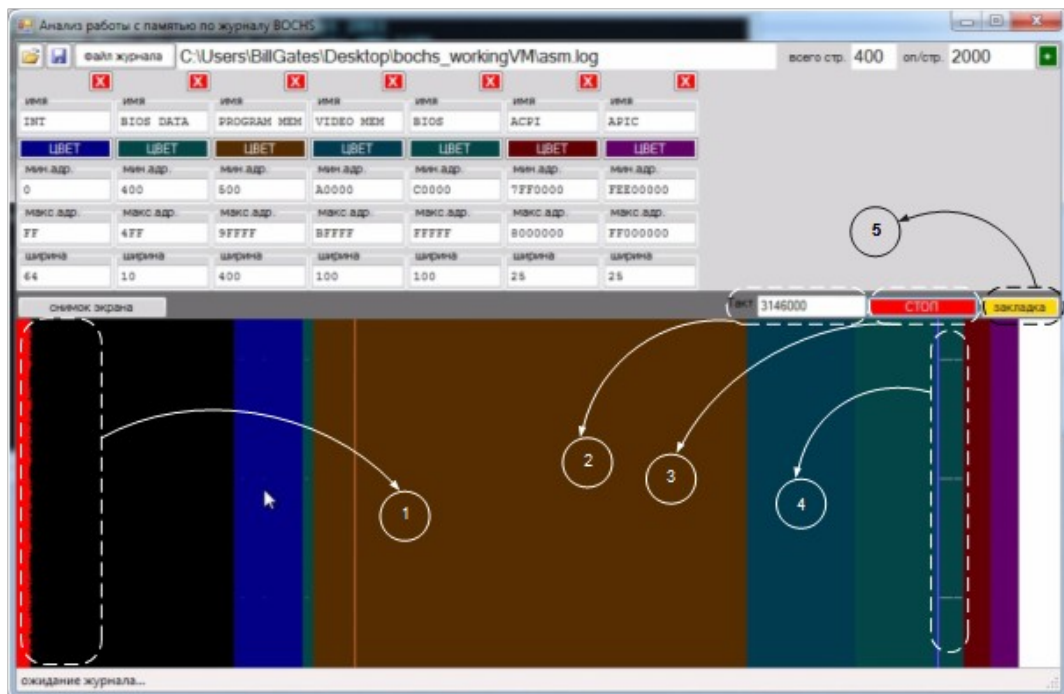 Анализ работы с памятью по журналу BOCHS
файл журнала C:\Users\BillGates\Desktop\bochs_workingVM\asm.log всего стр. 400 оп/стр. 2000 +
X X X X X X X
имя имя имя имя имя имя имя
INT BIOS DATA PROGRAM MEM VIDEO MEM BIOS ACPI APIC
ЦВЕТ ЦВЕТ ЦВЕТ ЦВЕТ ЦВЕТ ЦВЕТ ЦВЕТ
мин.адр. мин.адр. мин.адр. мин.адр. мин.адр. мин.адр. мин.адр.
0 400 500 A0000 C0000 7FF0000 FEE00000
макс.адр. макс.адр. макс.адр. макс.адр. макс.адр. макс.адр. макс.адр.
FF 4FF 9FFFF BFFFF FFFFF 8000000 FF000000
ширина ширина ширина ширина ширина ширина ширина
64 10 400 100 100 25 25
5
снимок экрана Такт 3146000 СТОП закладка
2
3
4
1
ожидание журнала...